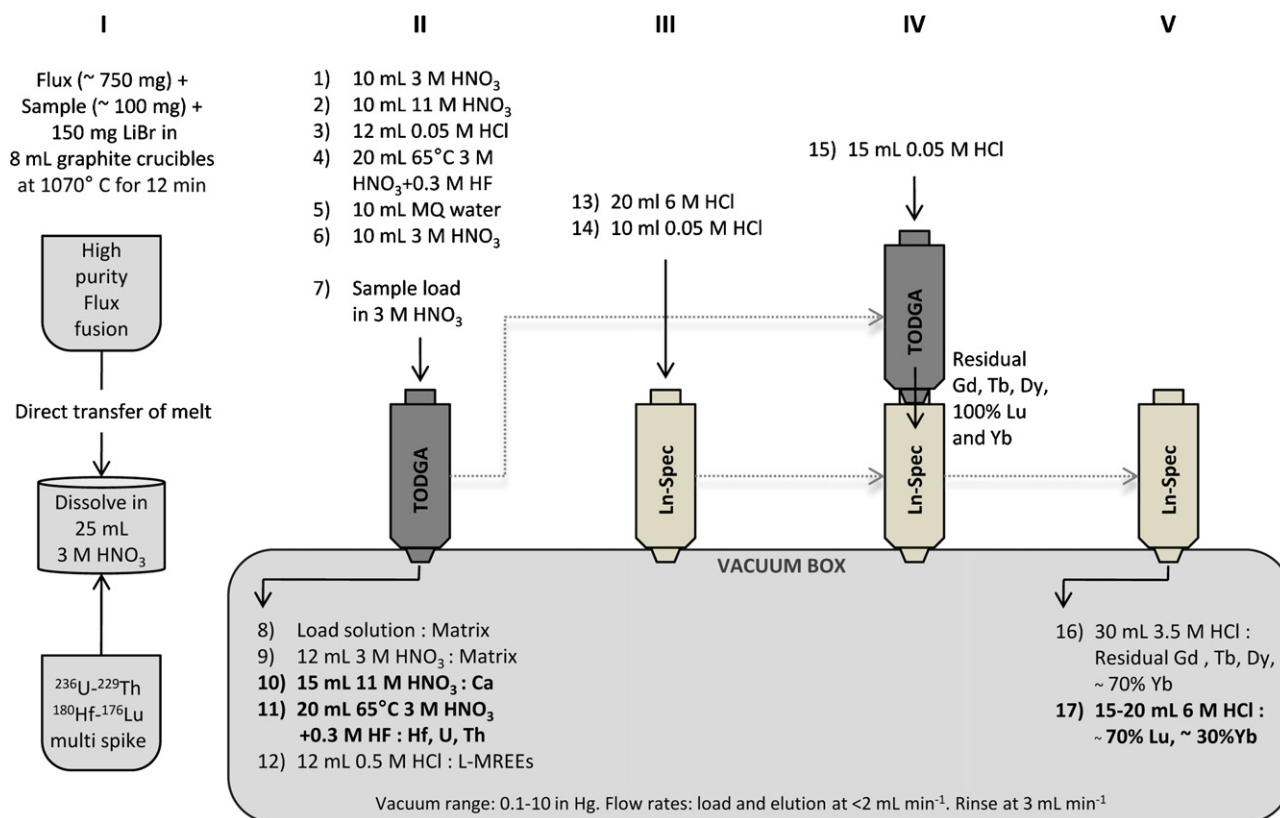 I
II
III
IV
V
Flux (~ 750 mg) +
Sample (~ 100 mg) +
150 mg LiBr in
8 mL graphite crucibles
at 1070° C for 12 min
High
purity
Flux
fusion
Direct transfer of melt
Dissolve in
25 mL
3 M HNO₃
²³⁶U-²²⁹Th
¹⁸⁰Hf-¹⁷⁶Lu
multi spike
1) 10 mL 3 M HNO₃
2) 10 mL 11 M HNO₃
3) 12 mL 0.05 M HCl
4) 20 mL 65°C 3 M
HNO₃+0.3 M HF
5) 10 mL MQ water
6) 10 mL 3 M HNO₃
7) Sample load
in 3 M HNO₃
TODGA
13) 20 ml 6 M HCl
14) 10 ml 0.05 M HCl
Ln-Spec
15) 15 mL 0.05 M HCl
TODGA
Residual
Gd, Tb, Dy,
100% Lu
and Yb
Ln-Spec
Ln-Spec
VACUUM BOX
8) Load solution : Matrix
9) 12 mL 3 M HNO₃ : Matrix
10) 15 mL 11 M HNO₃ : Ca
11) 20 mL 65°C 3 M HNO₃
+0.3 M HF : Hf, U, Th
12) 12 mL 0.5 M HCl : L-MREEs
16) 30 mL 3.5 M HCl :
Residual Gd , Tb, Dy,
~ 70% Yb
17) 15-20 mL 6 M HCl :
~ 70% Lu, ~ 30%Yb
Vacuum range: 0.1-10 in Hg. Flow rates: load and elution at <2 mL min⁻¹. Rinse at 3 mL min⁻¹